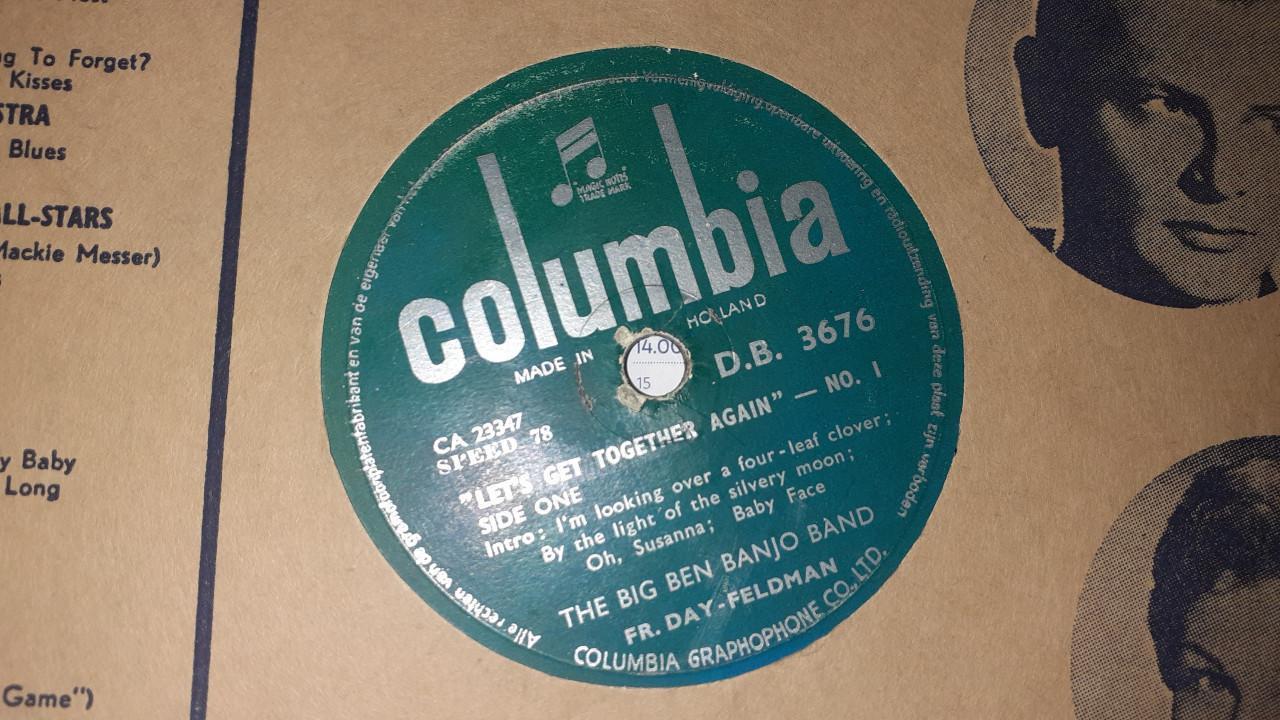 g To Forget?
Kisses
STRA
Blues
ALL-STARS
Mackie Messer)
y Baby
Long
Game")
Alle rechten van de grammophoneplatenfabrikant en van de eigenaar van
Vermenigvuldiging, openbare uitvoering en radiouitzending van deze plaat zijn verboden
MAGIC NOTES
TRADE MARK
columbia
MADE IN HOLLAND
14.00
15
D.B. 3676
CA 23347
SPEED 78
"LET'S GET TOGETHER AGAIN" — NO. 1
SIDE ONE
Intro: I'm looking over a four-leaf clover;
By the light of the silvery moon;
Oh, Susanna; Baby Face
THE BIG BEN BANJO BAND
FR. DAY-FELDMAN
COLUMBIA GRAPHOPHONE CO., LTD.